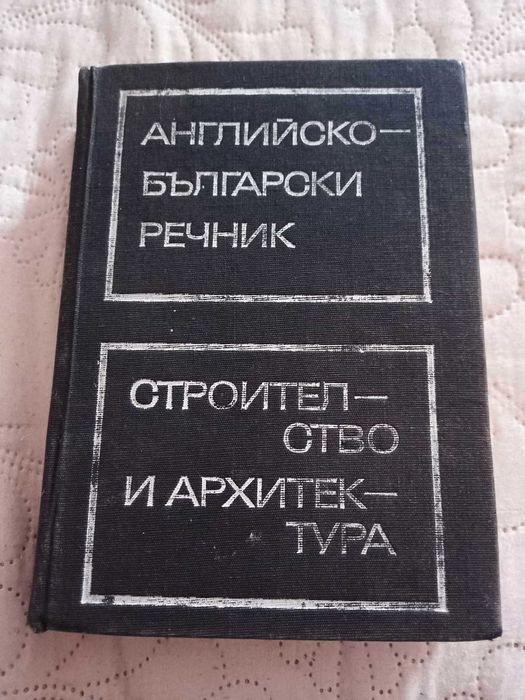 АНГЛИЙСКО–
БЪЛГАРСКИ
РЕЧНИК
СТРОИТЕЛ–
СТВО
И АРХИТЕК–
ТУРА